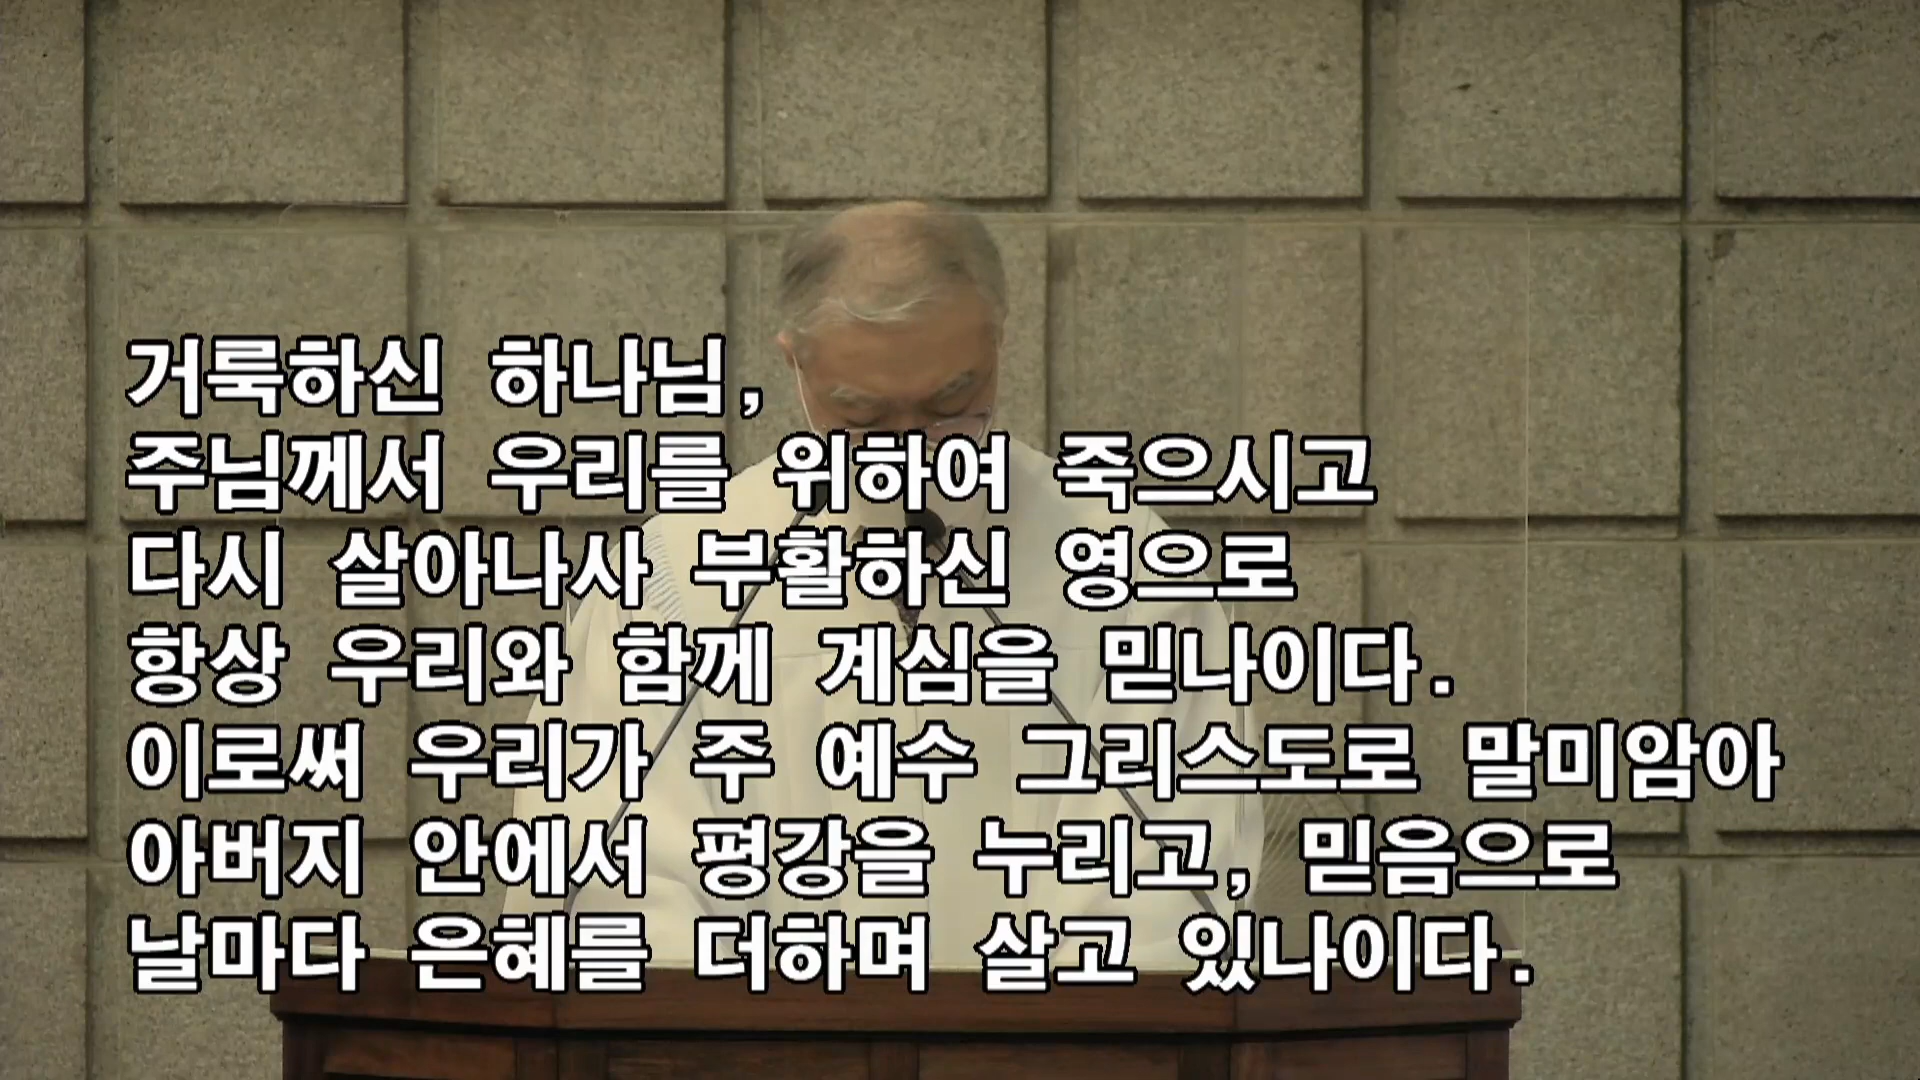 거룩하신 하나님,
주님께서 우리를 위하여 죽으시고
다시 살아나사 부활하신 영으로
항상 우리와 함께 계심을 믿나이다.
이로써 우리가 주 예수 그리스도로 말미암아
아버지 안에서 평강을 누리고, 믿음으로
날마다 은혜를 더하며 살고 있나이다.